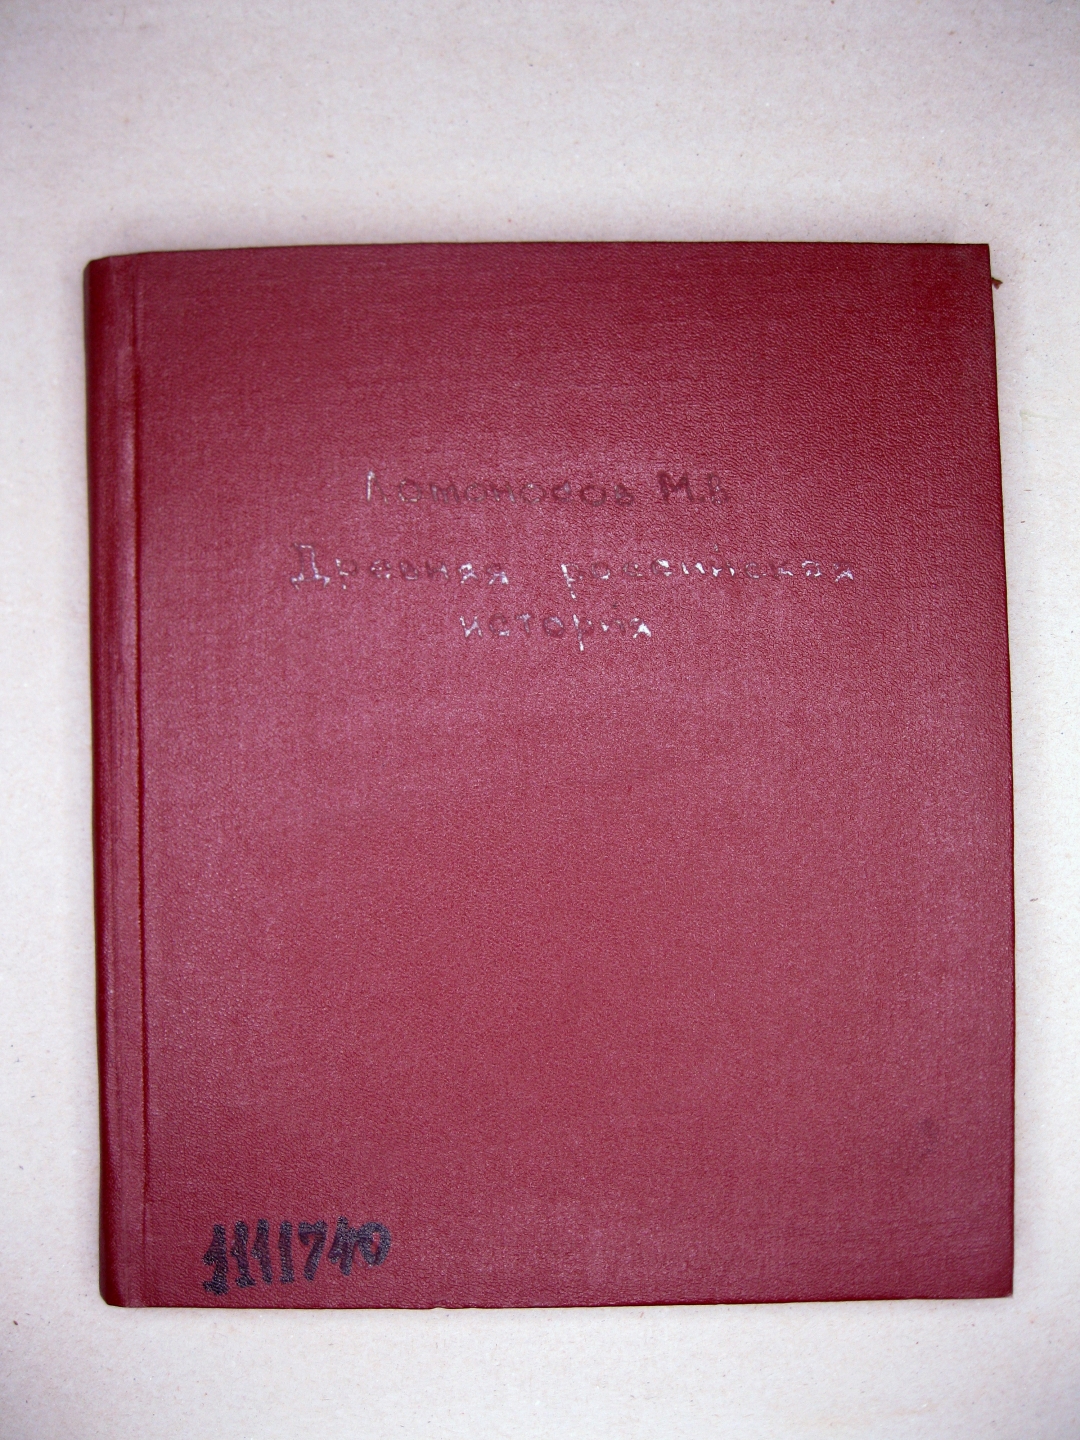 Ломоносов М.В.
Древняя российская
история
1111740